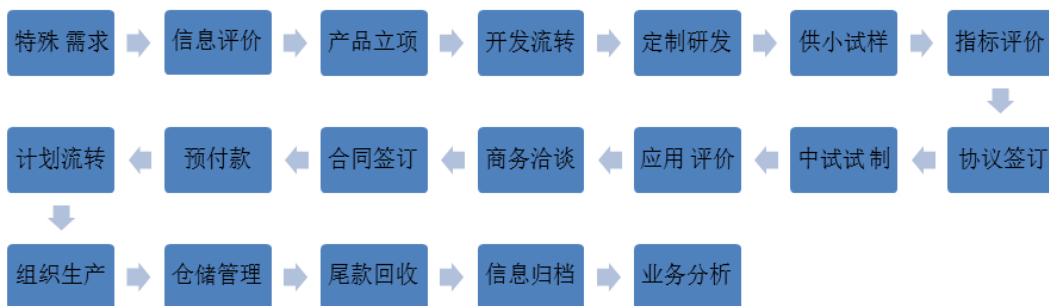 特殊 需求
信息评价
产品立项
开发流转
定制研发
供小试样
指标评价
协议签订
中试试 制
应用 评价
商务洽谈
合同签订
预付款
计划流转
组织生产
仓储管理
尾款回收
信息归档
业务分析